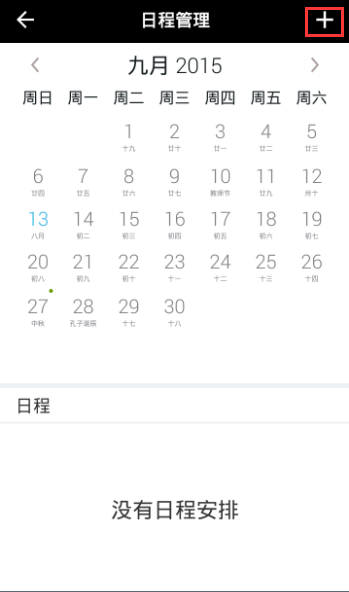 日程管理
九月 2015
周日 周一 周二 周三 周四 周五 周六
1 2 3 4 5
十九 廿十 廿一 廿二 廿三
6 7 8 9 10 11 12
廿四 廿五 廿六 廿七 教师节 廿九 卅十
13 14 15 16 17 18 19
八月 初二 初三 初四 初五 初六 初七
20 21 22 23 24 25 26
初八 初九 初十 十一 十二 十三 十四
27 28 29 30
中秋 孔子诞辰 十七 十八
日程
没有日程安排